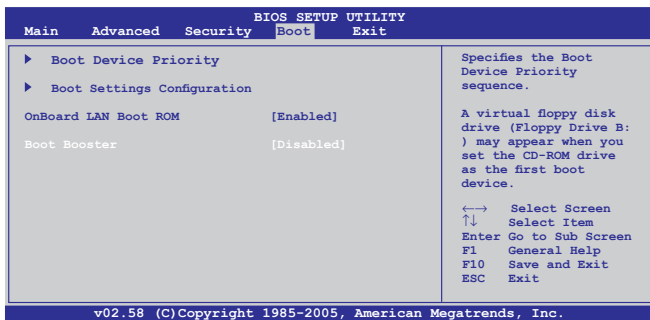 BIOS SETUP UTILITY
Main Advanced Security Boot Exit
Boot Device Priority
Boot Settings Configuration
OnBoard LAN Boot ROM [Enabled]
Boot Booster [Disabled]
Specifies the Boot
Device Priority
sequence.
A virtual floppy disk
drive (Floppy Drive B:
) may appear when you
set the CD-ROM drive
as the first boot
device.
←→ Select Screen
↑↓ Select Item
Enter Go to Sub Screen
F1 General Help
F10 Save and Exit
ESC Exit
v02.58 (C)Copyright 1985-2005, American Megatrends, Inc.